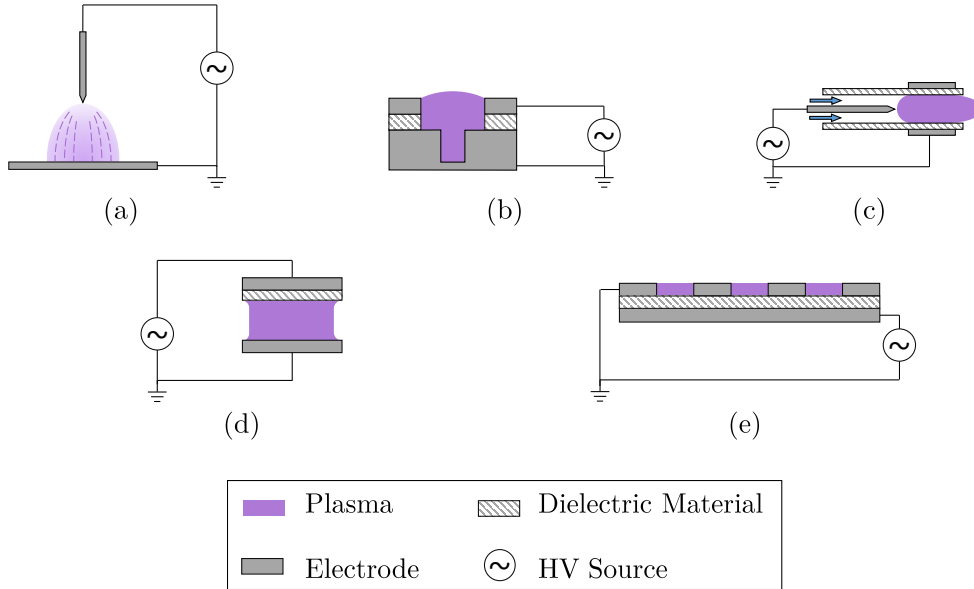 (a)
(b)
(c)
(d)
(e)
Plasma
Dielectric Material
Electrode
HV Source